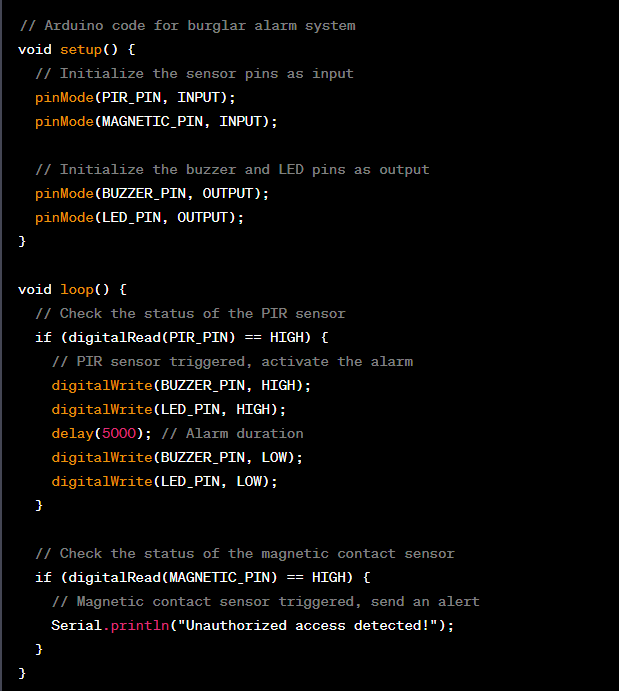 // Arduino code for burglar alarm system
void setup() {
  // Initialize the sensor pins as input
  pinMode(PIR_PIN, INPUT);
  pinMode(MAGNETIC_PIN, INPUT);

  // Initialize the buzzer and LED pins as output
  pinMode(BUZZER_PIN, OUTPUT);
  pinMode(LED_PIN, OUTPUT);
}

void loop() {
  // Check the status of the PIR sensor
  if (digitalRead(PIR_PIN) == HIGH) {
    // PIR sensor triggered, activate the alarm
    digitalWrite(BUZZER_PIN, HIGH);
    digitalWrite(LED_PIN, HIGH);
    delay(5000); // Alarm duration
    digitalWrite(BUZZER_PIN, LOW);
    digitalWrite(LED_PIN, LOW);
  }

  // Check the status of the magnetic contact sensor
  if (digitalRead(MAGNETIC_PIN) == HIGH) {
    // Magnetic contact sensor triggered, send an alert
    Serial.println("Unauthorized access detected!");
  }
}